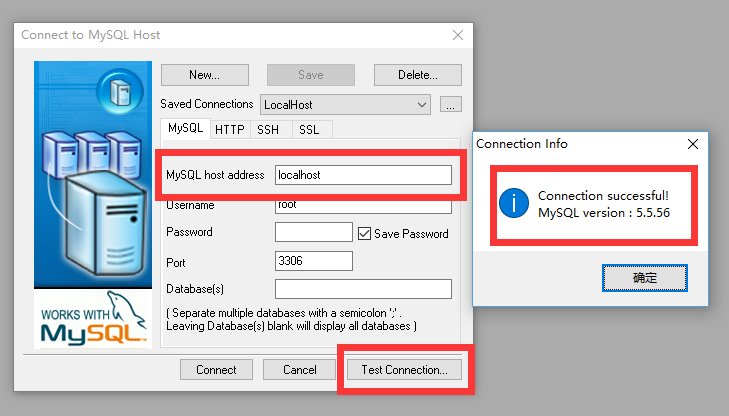 Connect to MySQL Host
New...
Save
Delete...
Saved Connections
LocalHost
...
MySQL
HTTP
SSH
SSL
MySQL host address
localhost
Username
root
Password
Save Password
Port
3306
Database(s)
( Separate multiple databases with a semicolon ';' .
Leaving Database(s) blank will display all databases )
WORKS WITH
MySQL
Connect
Cancel
Test Connection...
Connection Info
Connection successful!
MySQL version : 5.5.56
确定